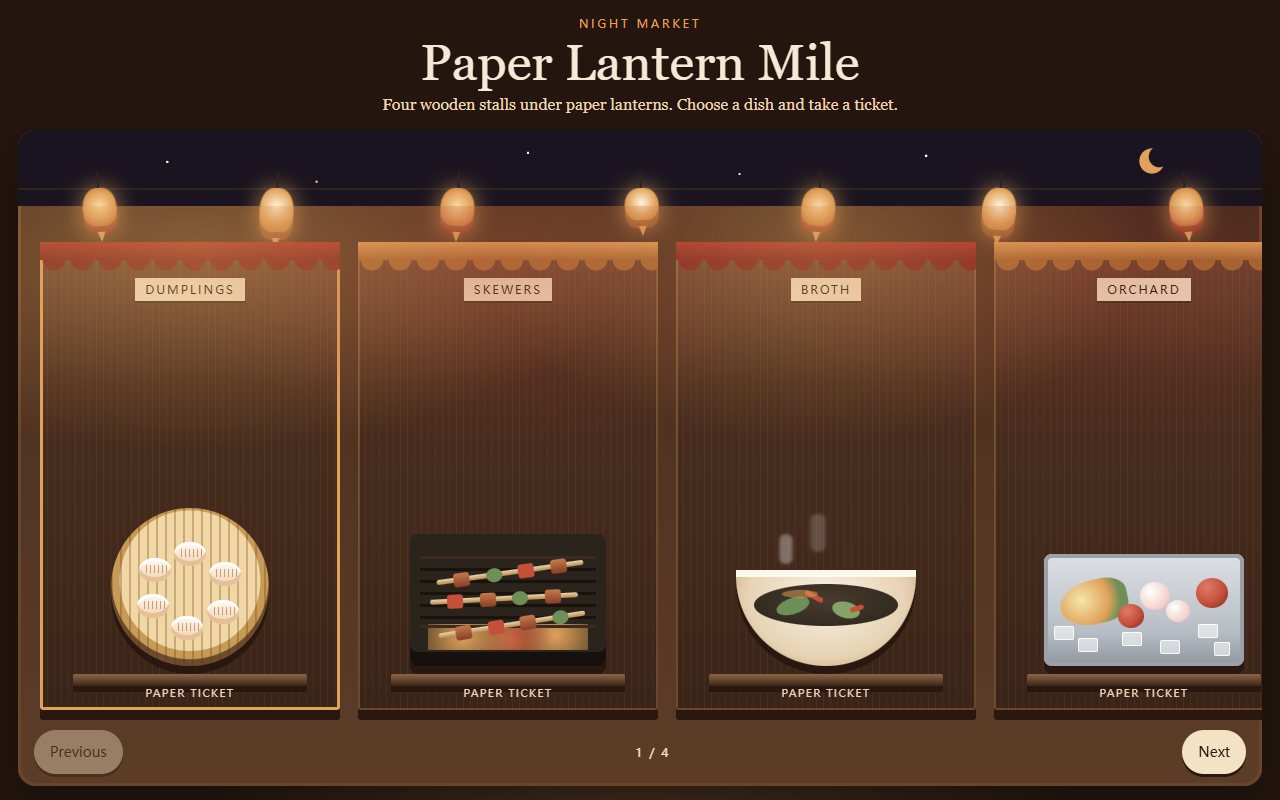 NIGHT MARKET
Paper Lantern Mile
Four wooden stalls under paper lanterns. Choose a dish and take a ticket.
DUMPLINGS
SKEWERS
BROTH
ORCHARD
PAPER TICKET
PAPER TICKET
PAPER TICKET
PAPER TICKET
Previous
1 / 4
Next